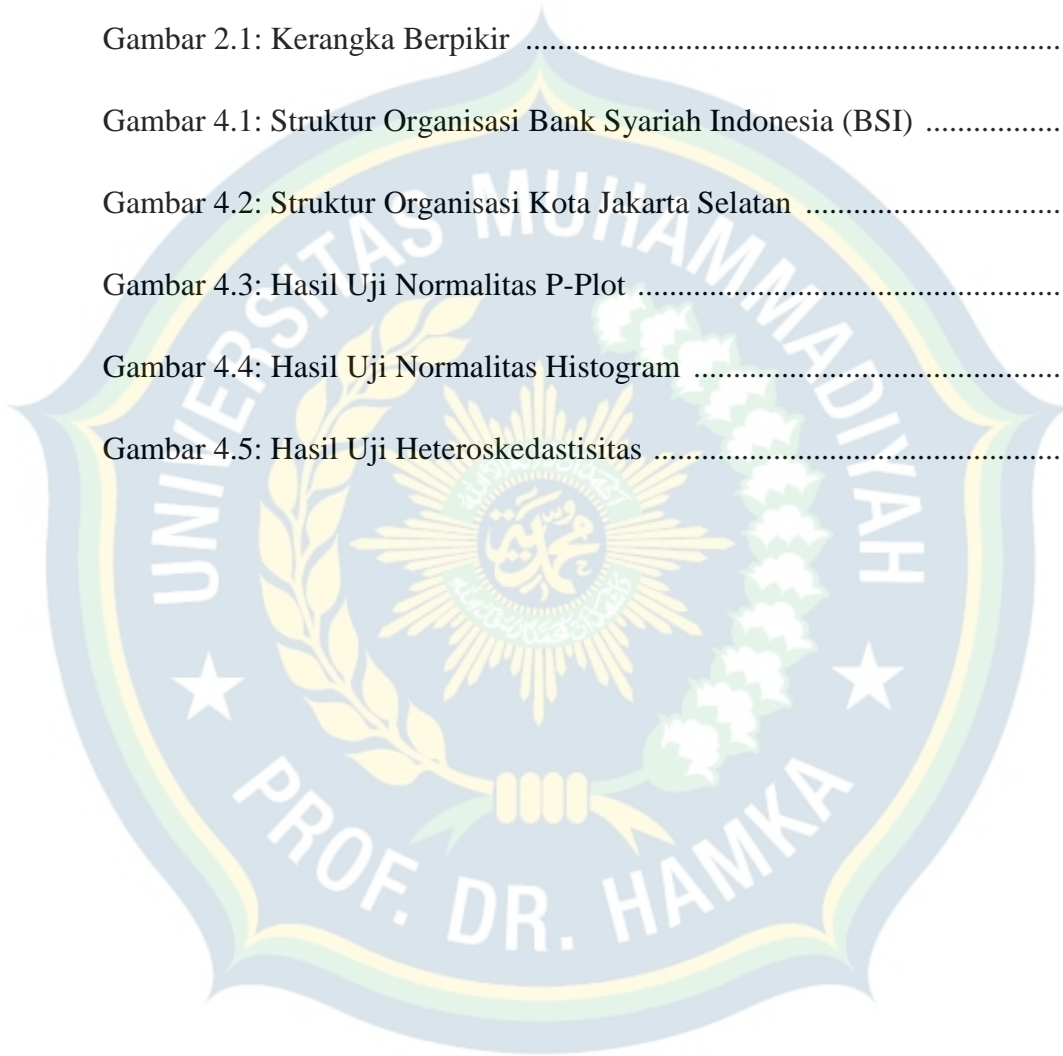 Gambar 2.1: Kerangka Berpikir ....................................................................
Gambar 4.1: Struktur Organisasi Bank Syariah Indonesia (BSI) .................
Gambar 4.2: Struktur Organisasi Kota Jakarta Selatan ................................
Gambar 4.3: Hasil Uji Normalitas P-Plot .....................................................
Gambar 4.4: Hasil Uji Normalitas Histogram ..............................................
Gambar 4.5: Hasil Uji Heteroskedastisitas ...................................................
UNIVERSITAS MUHAMMADIYAH
محمدية
PROF. DR. HAMKA